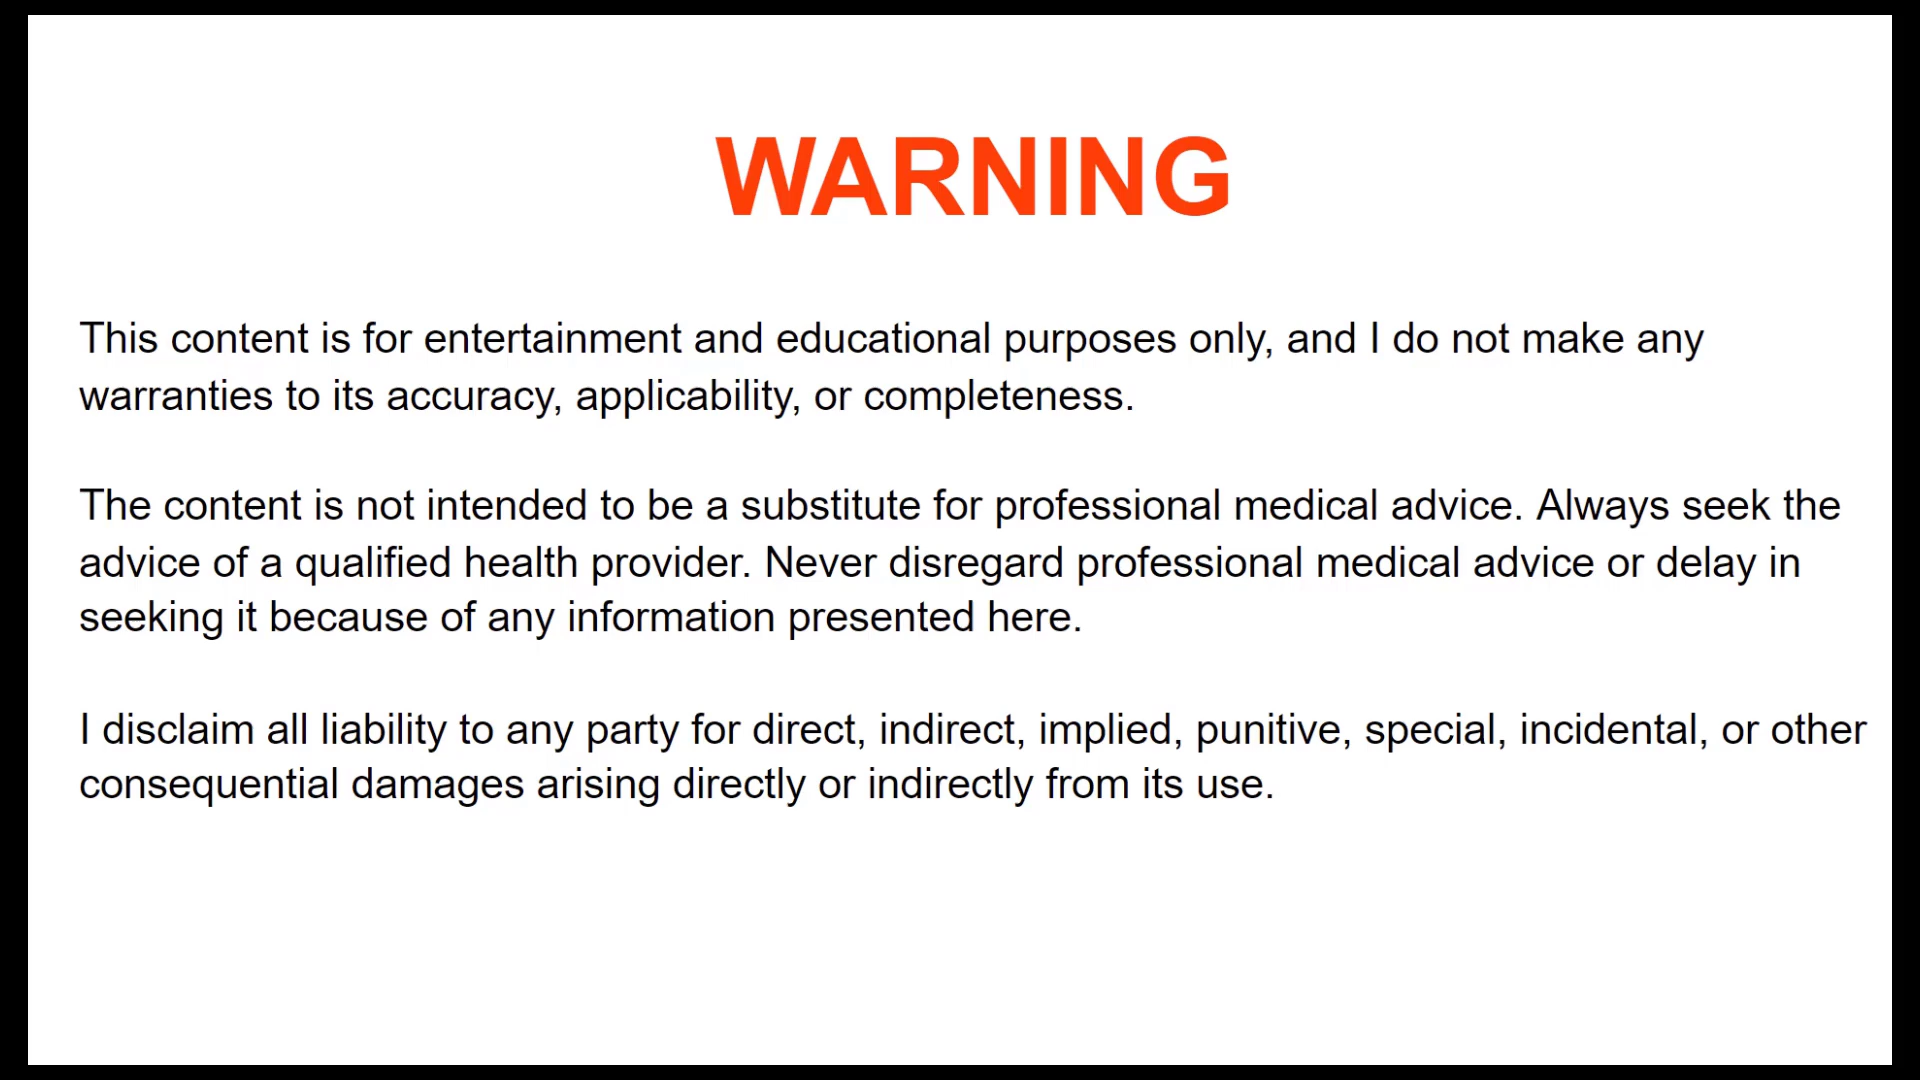 WARNING
This content is for entertainment and educational purposes only, and I do not make any
warranties to its accuracy, applicability, or completeness.
The content is not intended to be a substitute for professional medical advice. Always seek the
advice of a qualified health provider. Never disregard professional medical advice or delay in
seeking it because of any information presented here.
I disclaim all liability to any party for direct, indirect, implied, punitive, special, incidental, or other
consequential damages arising directly or indirectly from its use.